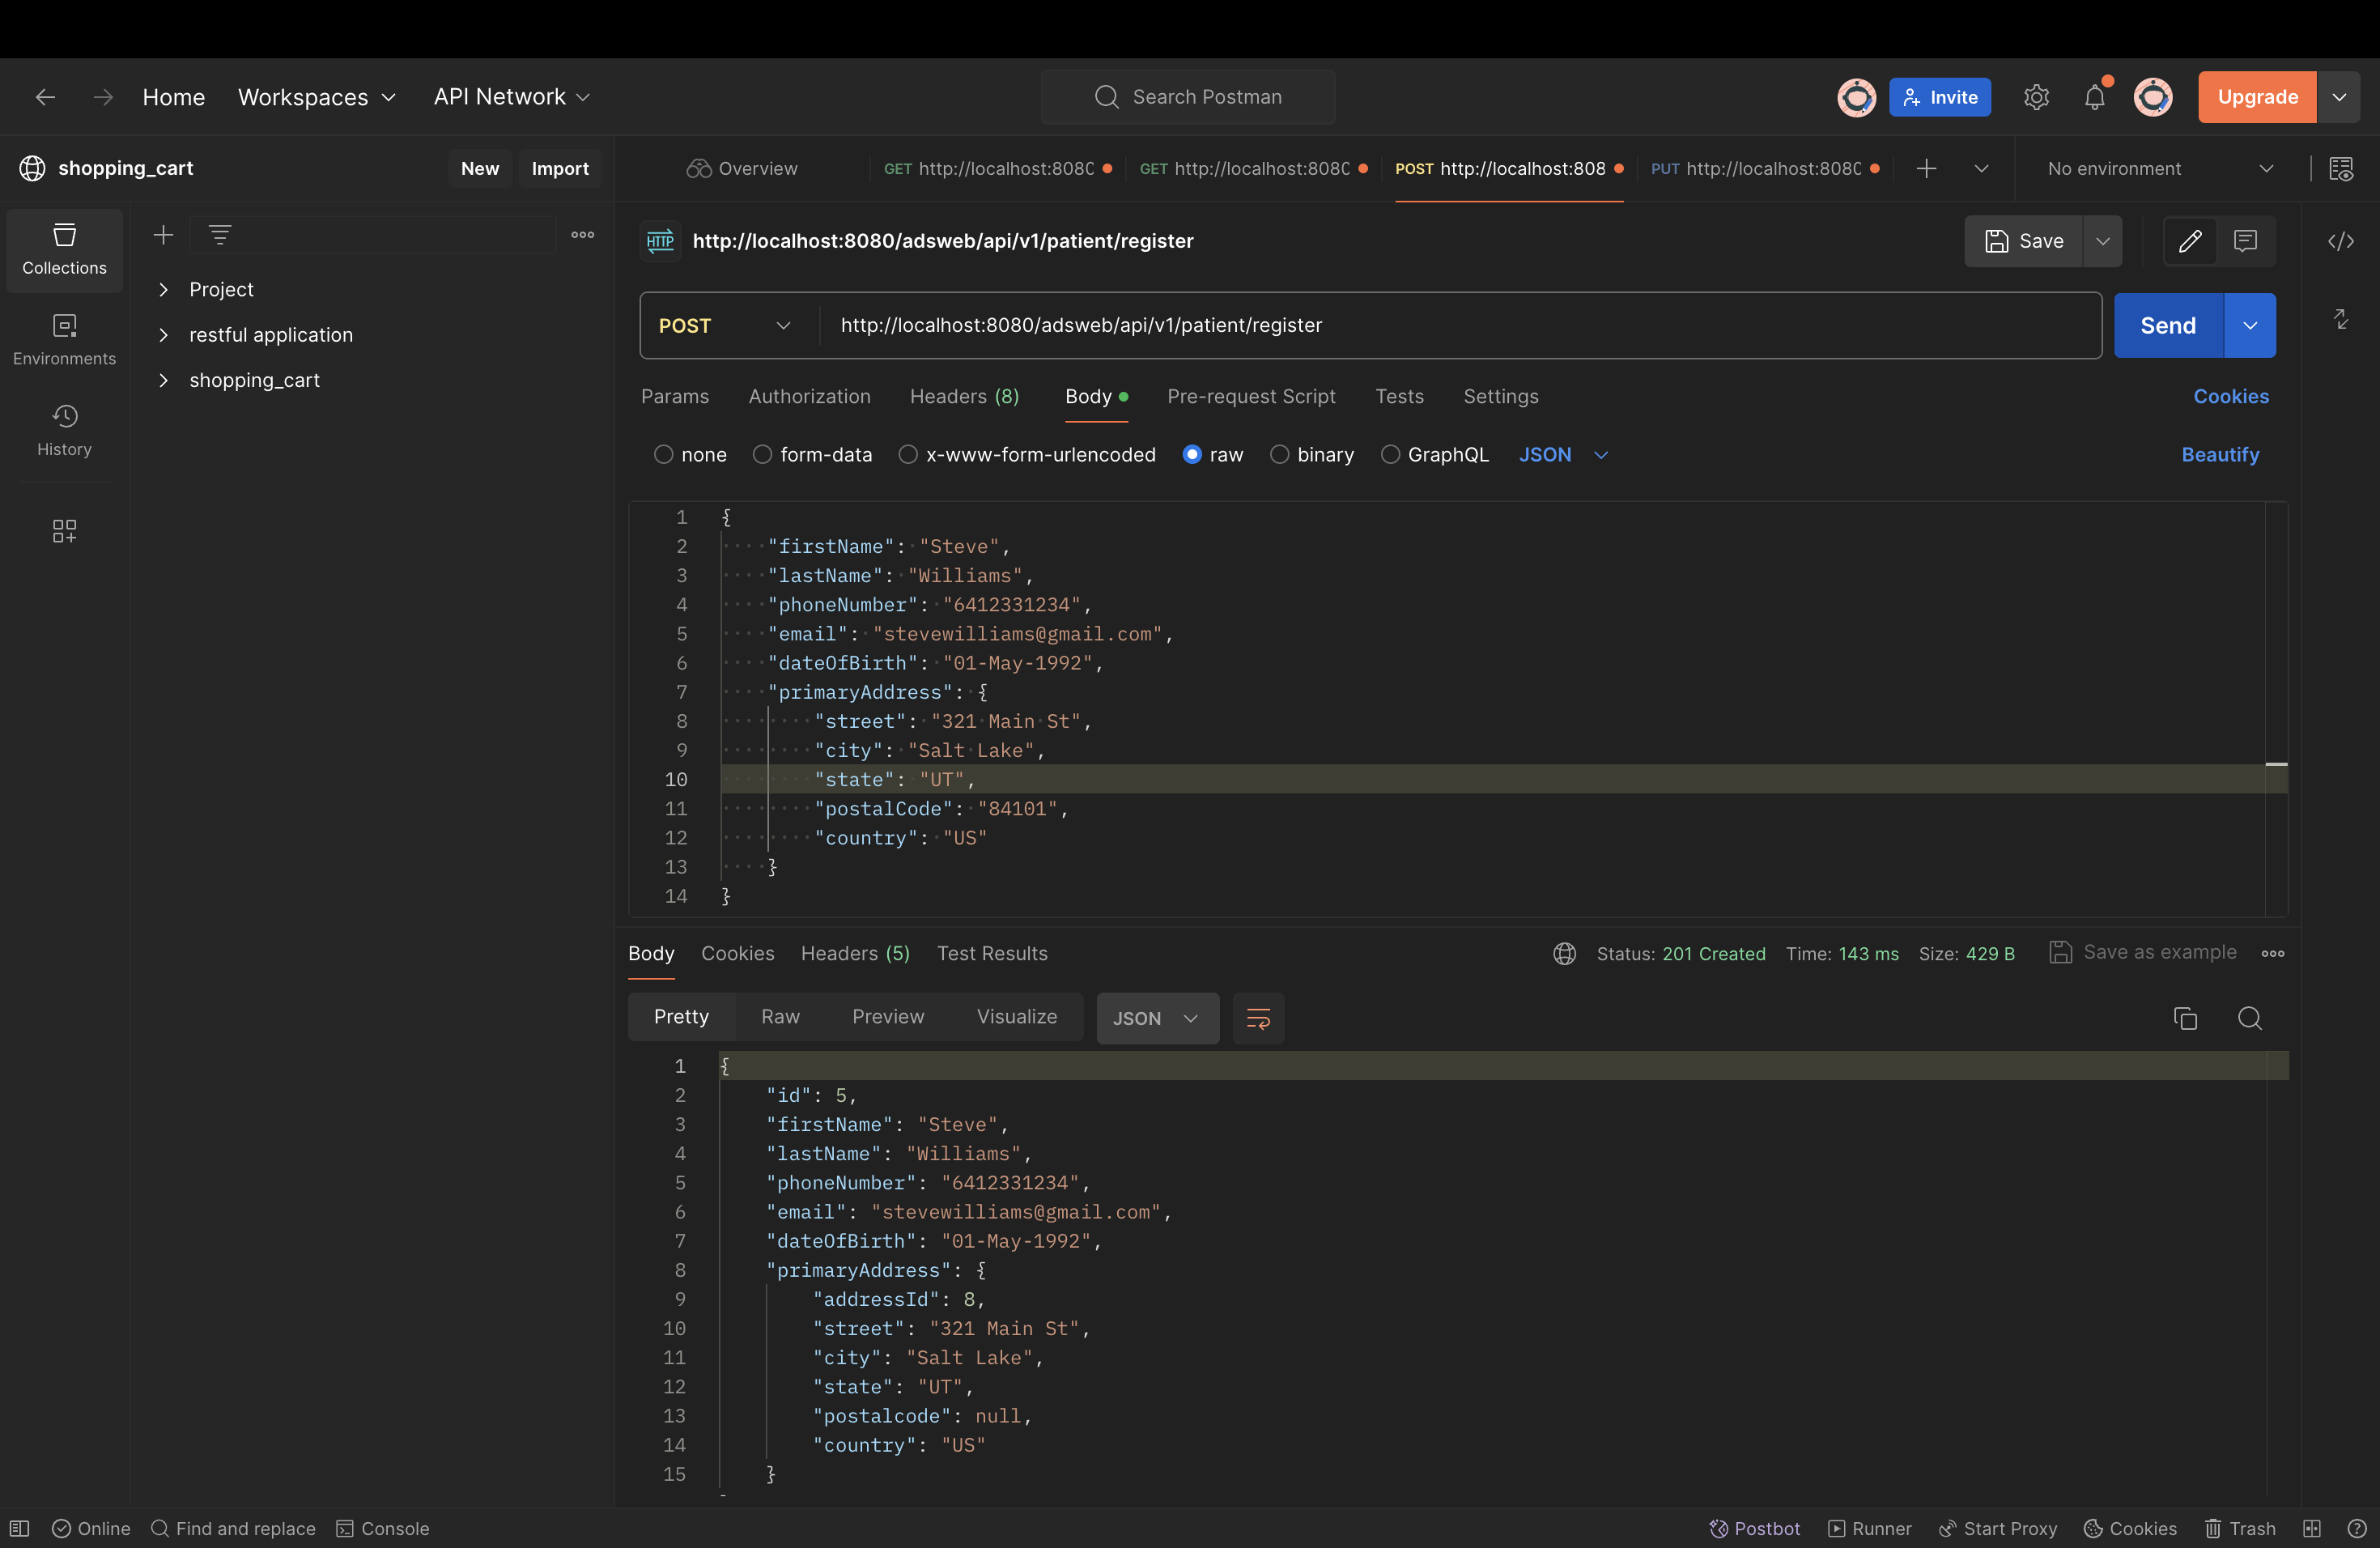 Home Workspaces API Network Search Postman Invite Upgrade
shopping_cart New Import Overview GET http://localhost:8080 GET http://localhost:8080 POST http://localhost:808 PUT http://localhost:8080 No environment
Collections
Environments
History
Project
restful application
shopping_cart
HTTP http://localhost:8080/adsweb/api/v1/patient/register Save
POST http://localhost:8080/adsweb/api/v1/patient/register Send
Params Authorization Headers (8) Body Pre-request Script Tests Settings Cookies
none form-data x-www-form-urlencoded raw binary GraphQL JSON Beautify
1 {
2 "firstName": "Steve",
3 "lastName": "Williams",
4 "phoneNumber": "6412331234",
5 "email": "stevewilliams@gmail.com",
6 "dateOfBirth": "01-May-1992",
7 "primaryAddress": {
8 "street": "321 Main St",
9 "city": "Salt Lake",
10 "state": "UT",
11 "postalCode": "84101",
12 "country": "US"
13 }
14 }
Body Cookies Headers (5) Test Results Status: 201 Created Time: 143 ms Size: 429 B Save as example
Pretty Raw Preview Visualize JSON
1 {
2 "id": 5,
3 "firstName": "Steve",
4 "lastName": "Williams",
5 "phoneNumber": "6412331234",
6 "email": "stevewilliams@gmail.com",
7 "dateOfBirth": "01-May-1992",
8 "primaryAddress": {
9 "addressId": 8,
10 "street": "321 Main St",
11 "city": "Salt Lake",
12 "state": "UT",
13 "postalcode": null,
14 "country": "US"
15 }
Online Find and replace Console Postbot Runner Start Proxy Cookies Trash